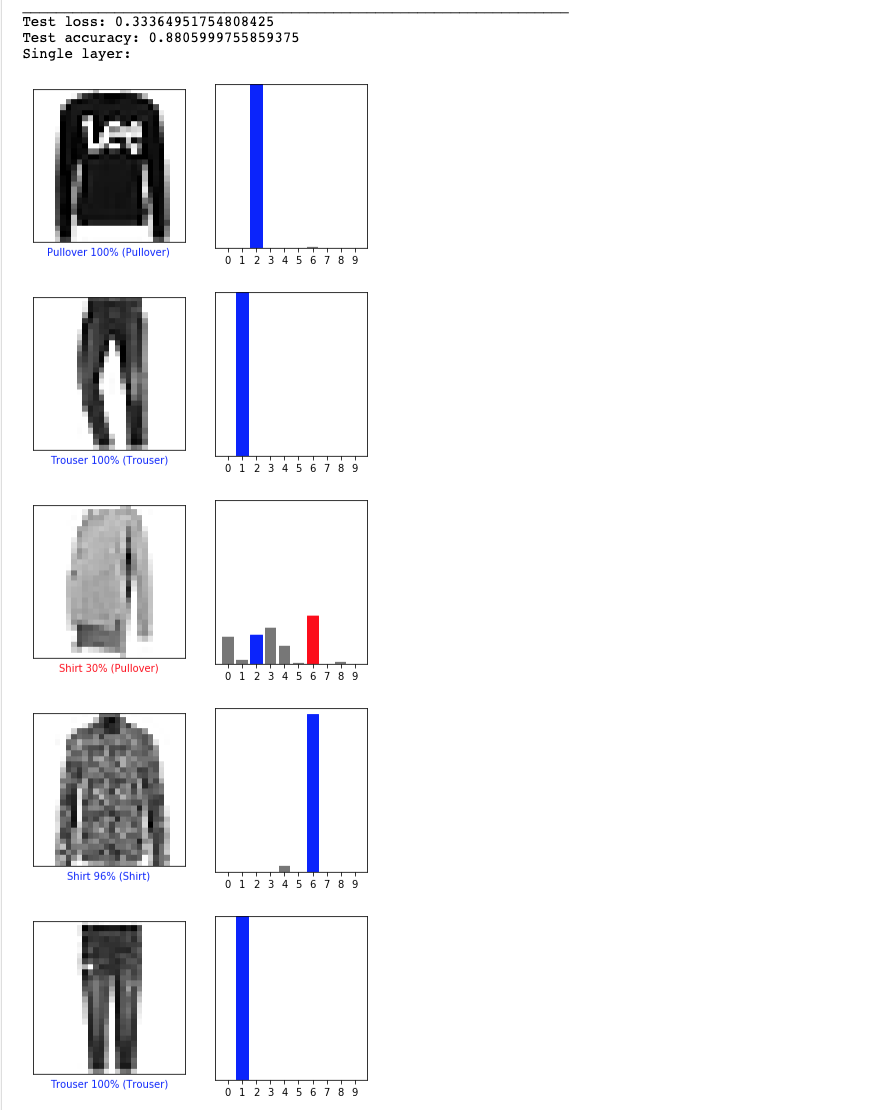 Test loss: 0.33364951754808425
Test accuracy: 0.8805999755859375
Single layer:
Pullover 100% (Pullover)
0 1 2 3 4 5 6 7 8 9
Trouser 100% (Trouser)
0 1 2 3 4 5 6 7 8 9
Shirt 30% (Pullover)
0 1 2 3 4 5 6 7 8 9
Shirt 96% (Shirt)
0 1 2 3 4 5 6 7 8 9
Trouser 100% (Trouser)
0 1 2 3 4 5 6 7 8 9